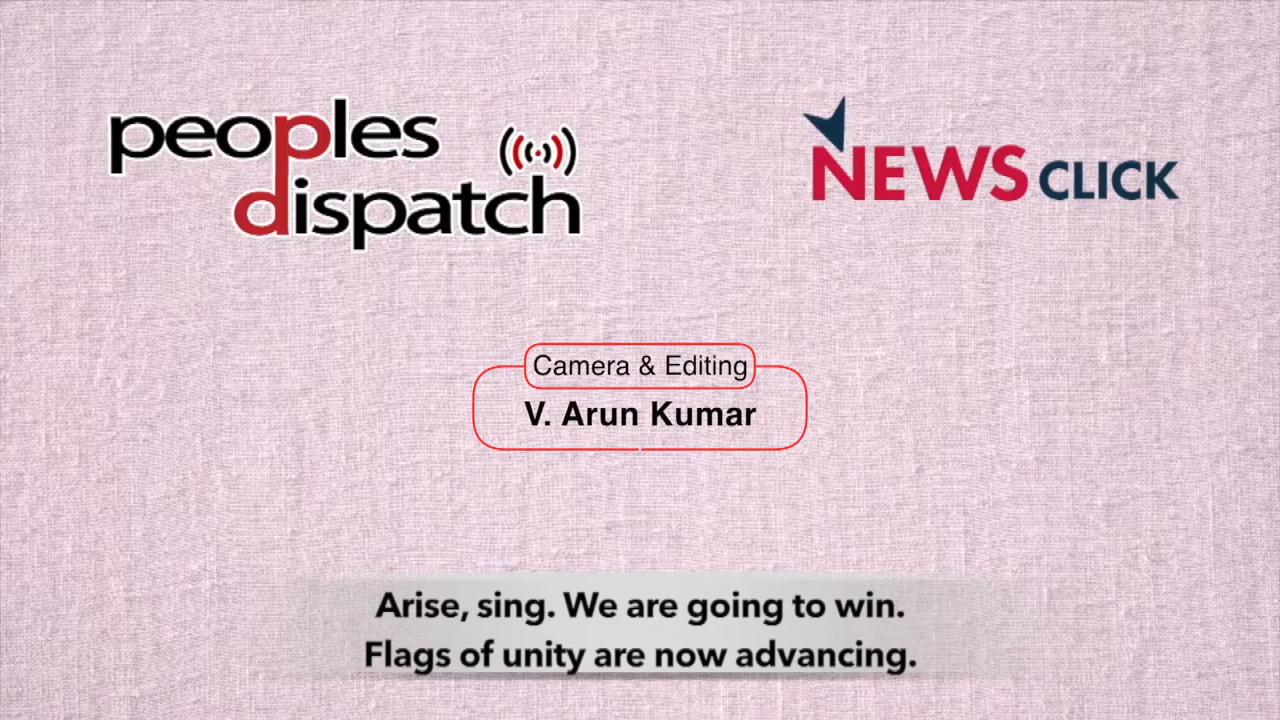 peoples
dispatch
NEWS CLICK
Camera & Editing
V. Arun Kumar
Arise, sing. We are going to win.
Flags of unity are now advancing.